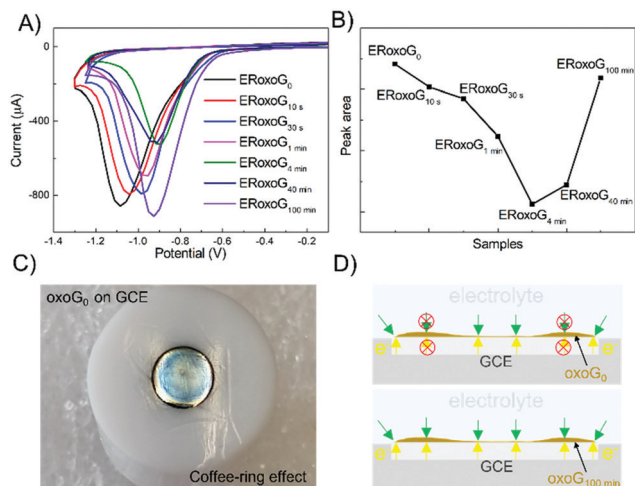 A)
0
-400
-800
Current (µA)
-1.2
-1.0
-0.8
-0.6
-0.4
-0.2
Potential (V)
ERoxoG0
ERoxoG10 s
ERoxoG30 s
ERoxoG1 min
ERoxoG4 min
ERoxoG40 min
ERoxoG100 min
B)
Peak area
ERoxoG0
ERoxoG10 s
ERoxoG30 s
ERoxoG1 min
ERoxoG4 min
ERoxoG40 min
ERoxoG100 min
Samples
C)
oxoG0 on GCE
Coffee-ring effect
D)
electrolyte
e-
e-
GCE
oxoG0
electrolyte
e-
e-
GCE
oxoG100 min